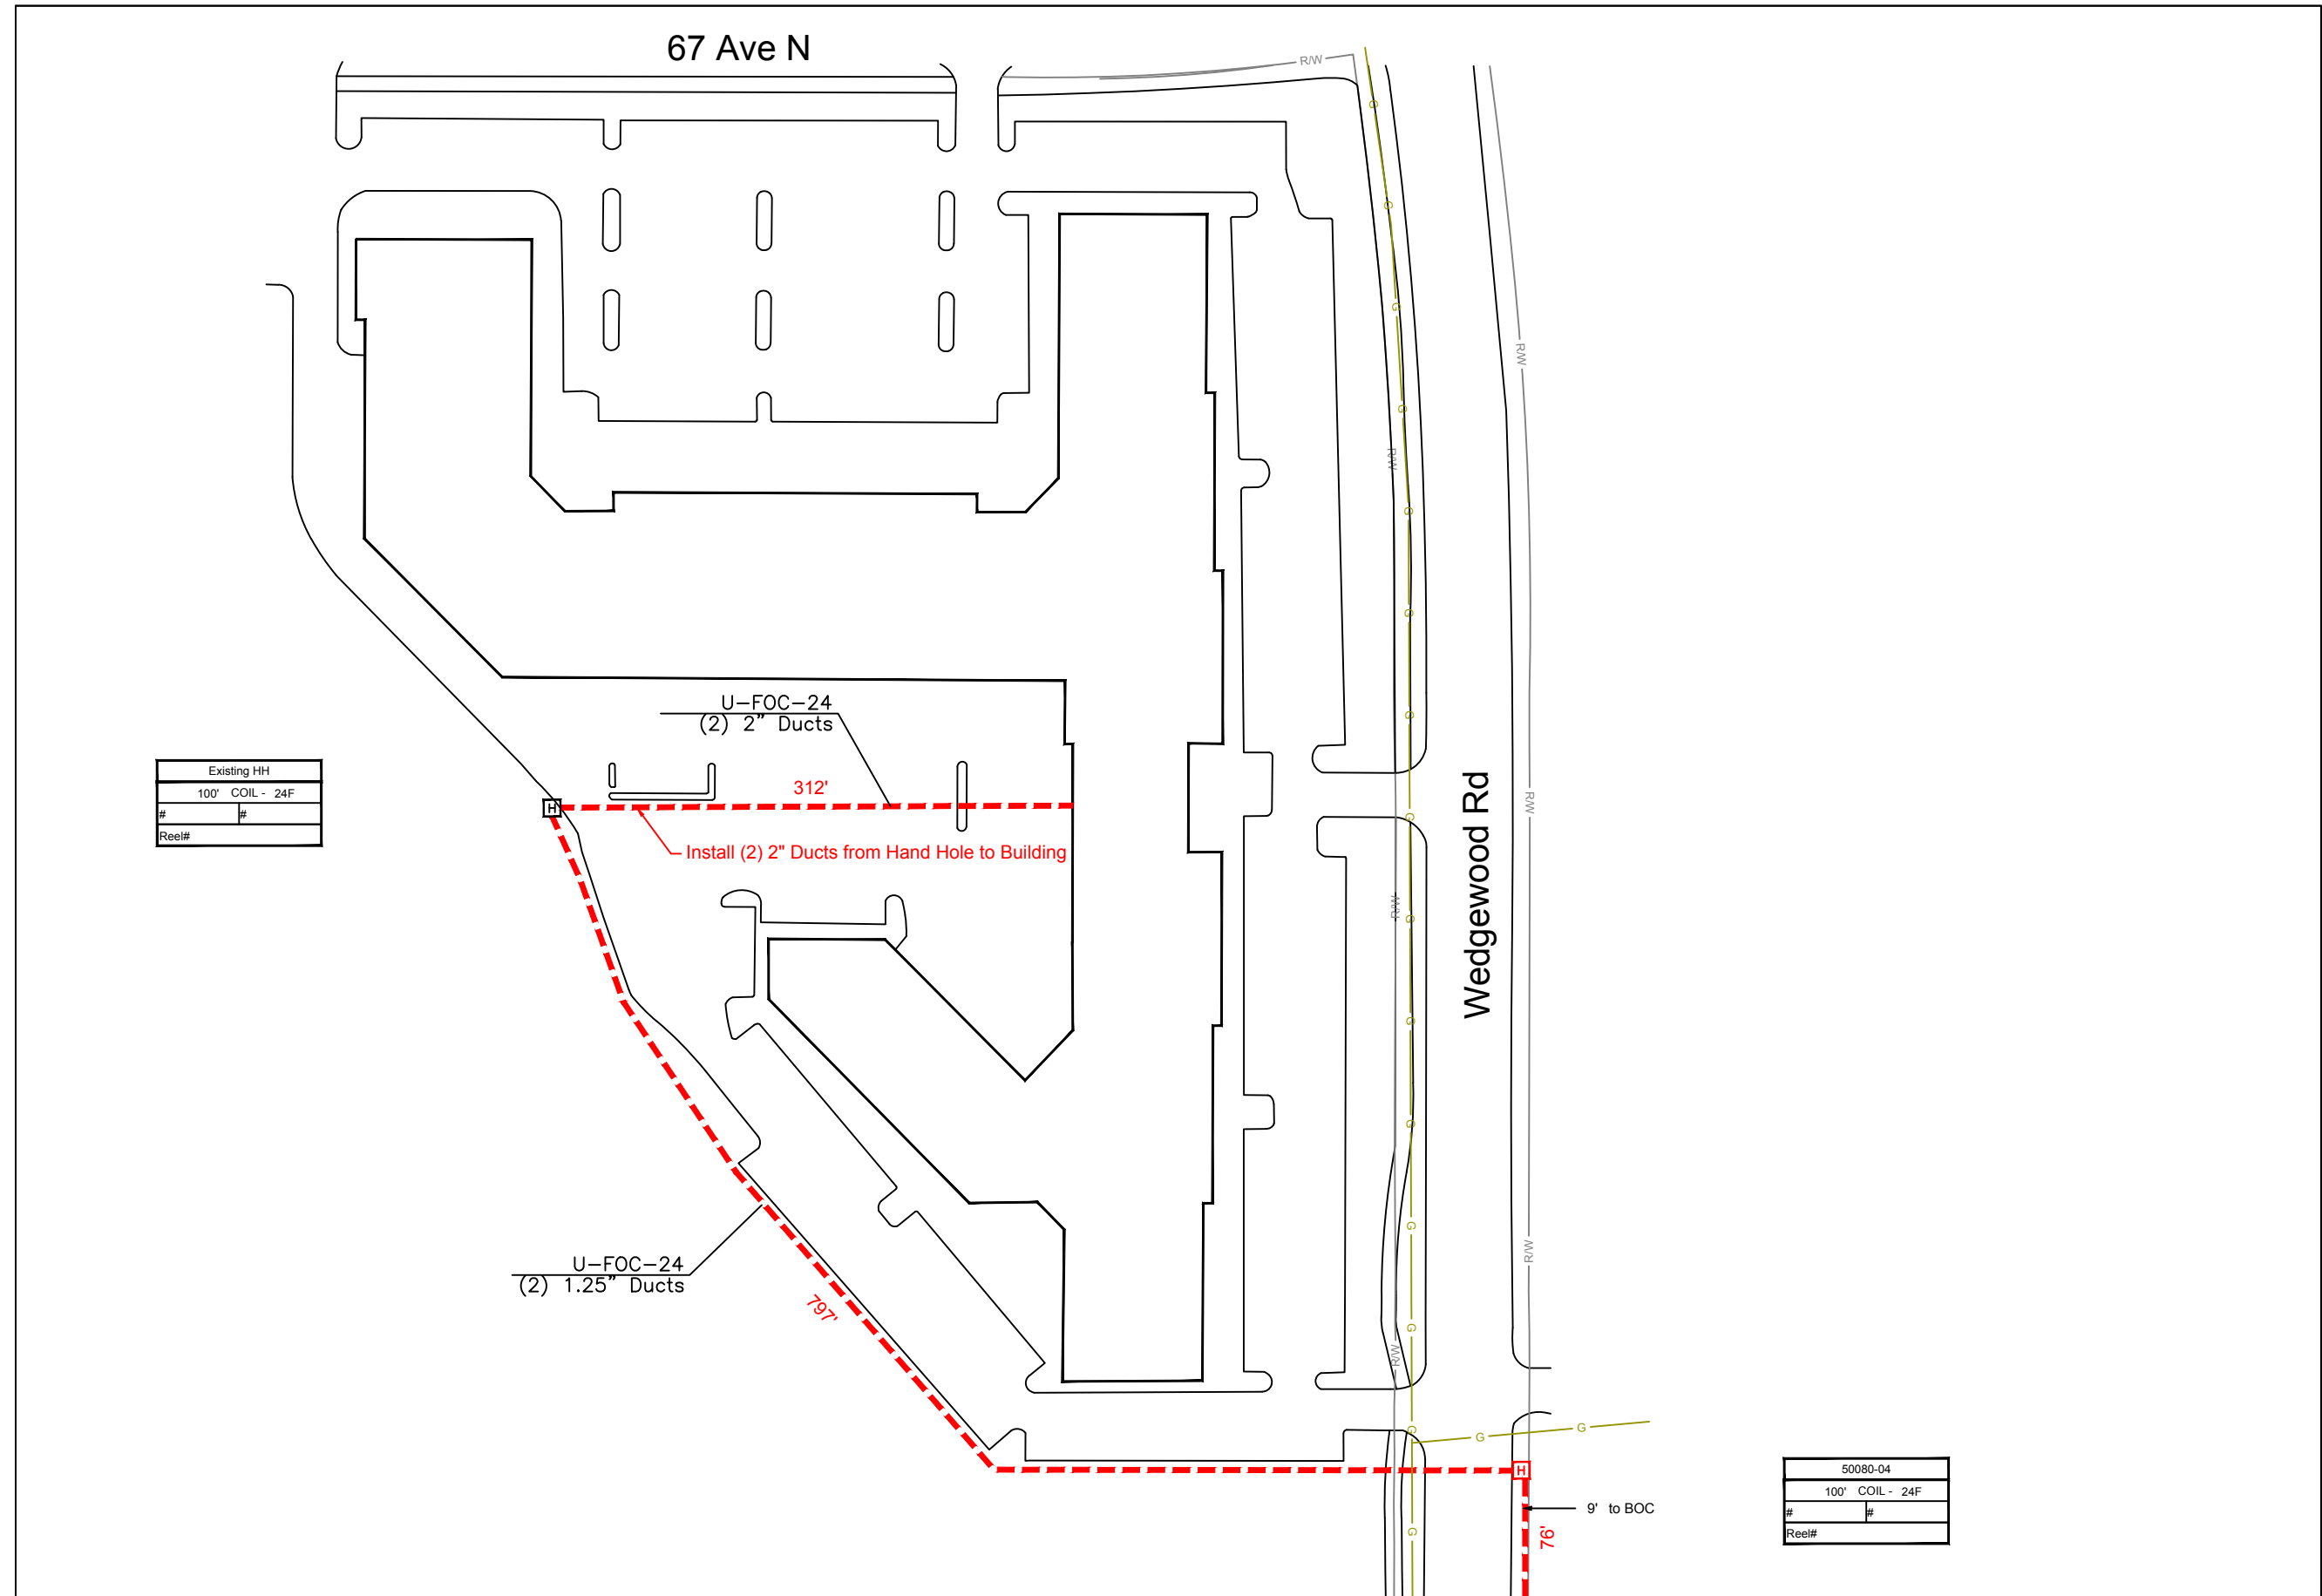 67 Ave N
R/W
G
G
G
R/W
G
R/W
G
G
U-FOC-24
(2) 2” Ducts
G
Existing HH
100' COIL - 24F
# #
Reel#
312'
H
G
R/W
Wedgewood Rd
Install (2) 2" Ducts from Hand Hole to Building
R/W
G
G
G
G
R/W
U-FOC-24
(2) 1.25” Ducts
797'
G
R/W
G
G
G
H
50080-04
100' COIL - 24F
# #
Reel#
9' to BOC
76'
G